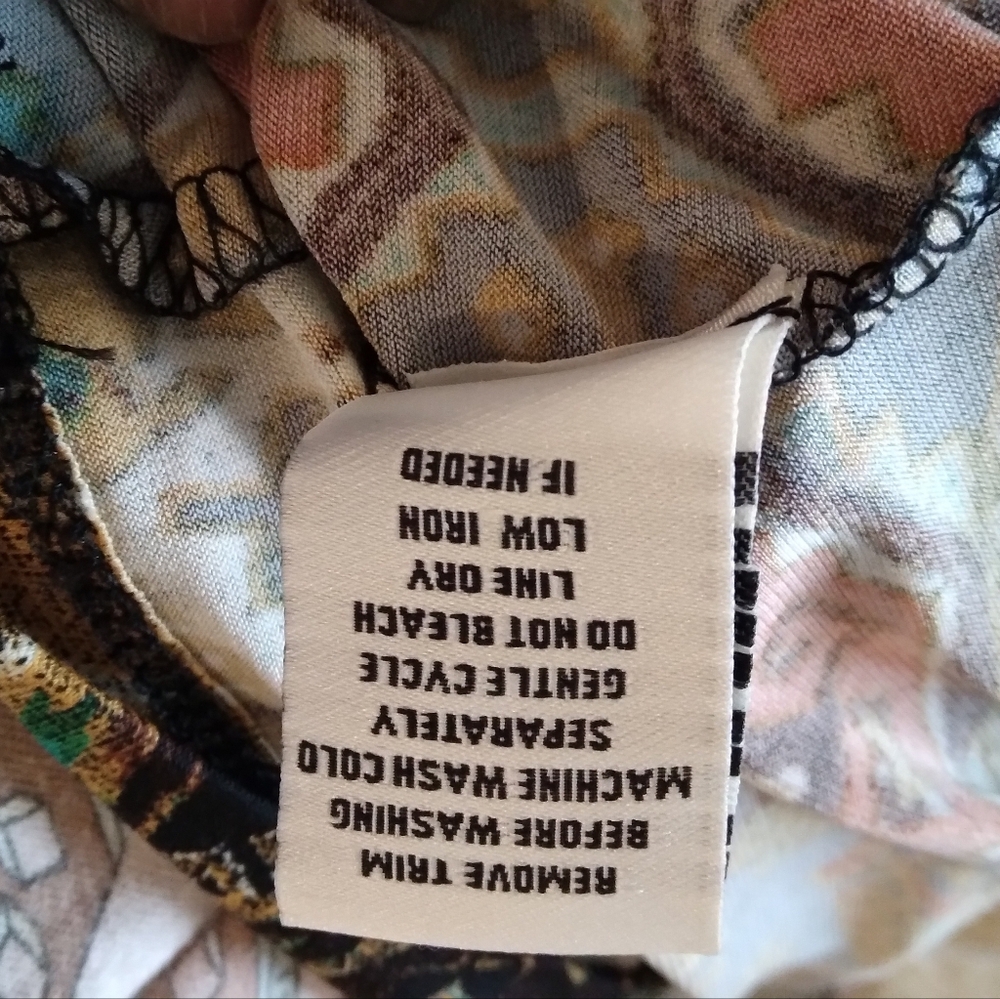 REMOVE TRIM
BEFORE WASHING
MACHINE WASH COLD
SEPARATELY
GENTLE CYCLE
DO NOT BLEACH
LINE DRY
LOW IRON
IF NEEDED